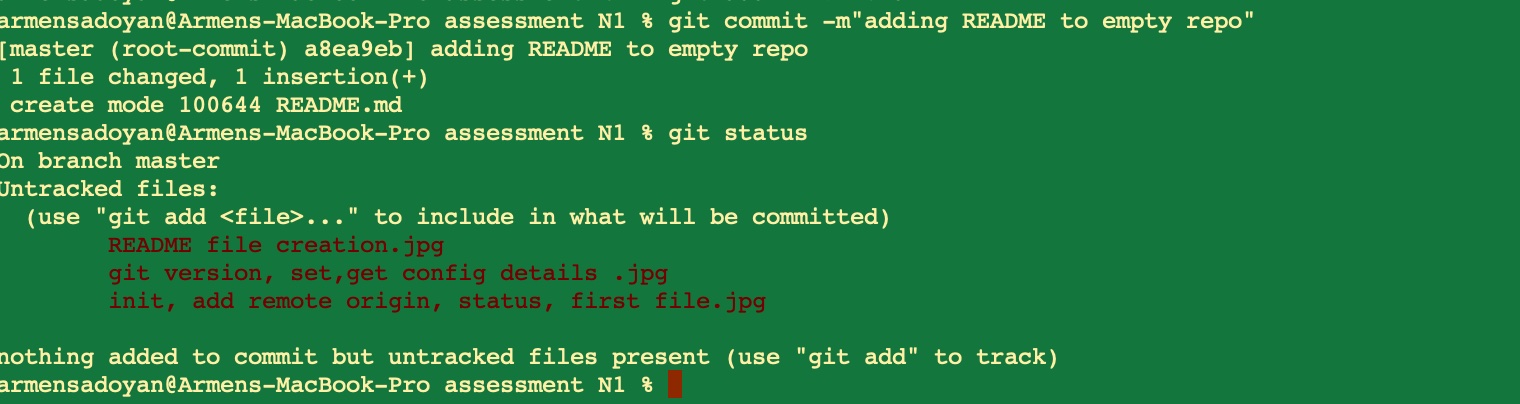 armensadoyan@Armens-MacBook-Pro assessment N1 % git commit -m"adding README to empty repo"
[master (root-commit) a8ea9eb] adding README to empty repo
 1 file changed, 1 insertion(+)
 create mode 100644 README.md
armensadoyan@Armens-MacBook-Pro assessment N1 % git status
On branch master
Untracked files:
  (use "git add <file>..." to include in what will be committed)
        README file creation.jpg
        git version, set,get config details .jpg
        init, add remote origin, status, first file.jpg

nothing added to commit but untracked files present (use "git add" to track)
armensadoyan@Armens-MacBook-Pro assessment N1 %